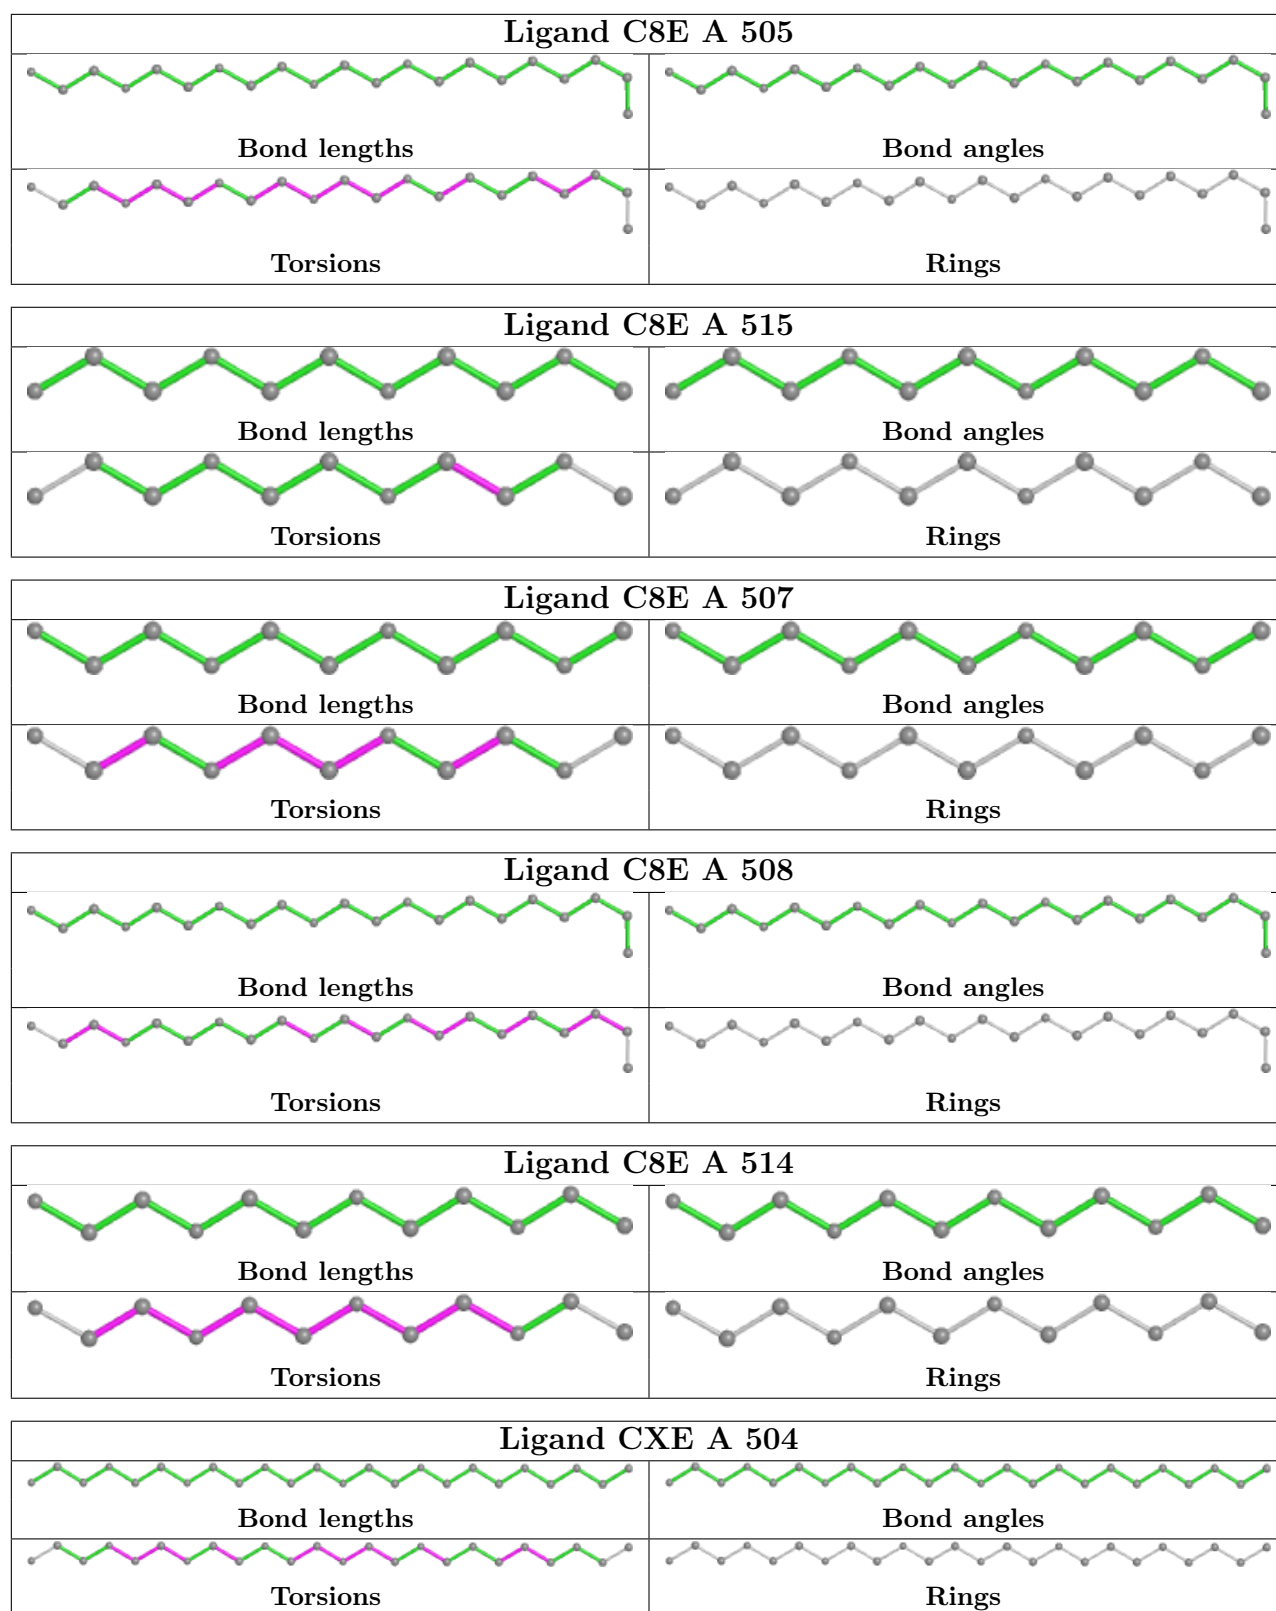 Ligand C8E A 505
Bond lengths Bond angles
Torsions Rings
Ligand C8E A 515
Bond lengths Bond angles
Torsions Rings
Ligand C8E A 507
Bond lengths Bond angles
Torsions Rings
Ligand C8E A 508
Bond lengths Bond angles
Torsions Rings
Ligand C8E A 514
Bond lengths Bond angles
Torsions Rings
Ligand CXE A 504
Bond lengths Bond angles
Torsions Rings